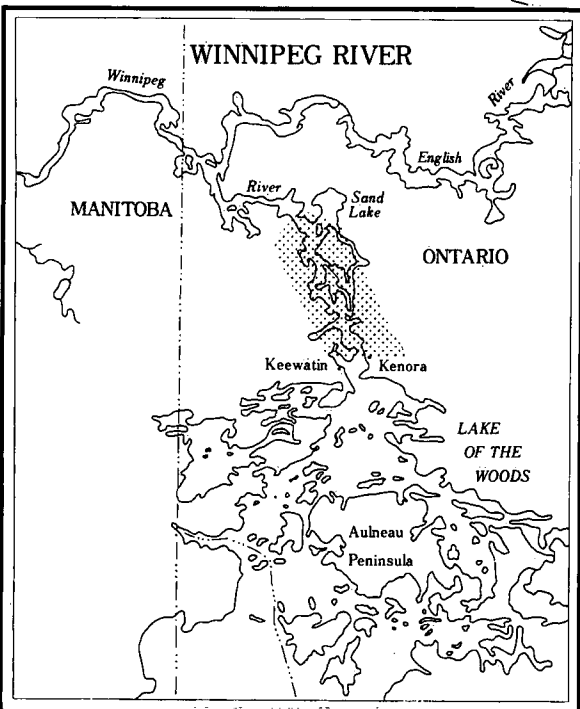 WINNIPEG RIVER
Winnipeg
River
English
River
Sand
Lake
MANITOBA
ONTARIO
Keewatin
Kenora
LAKE
OF THE
WOODS
Aulneau
Peninsula